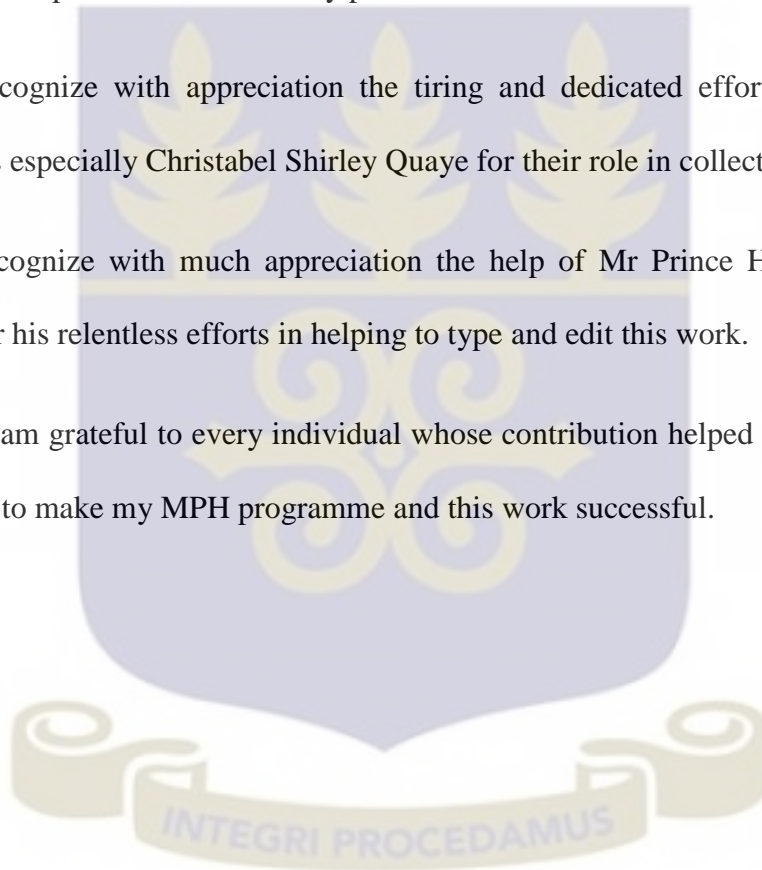 cognize with appreciation the tiring and dedicated effor
especially Christabel Shirley Quaye for their role in collect
cognize with much appreciation the help of Mr Prince H
his relentless efforts in helping to type and edit this work.
am grateful to every individual whose contribution helped
to make my MPH programme and this work successful.
INTEGRI PROCEDAMUS